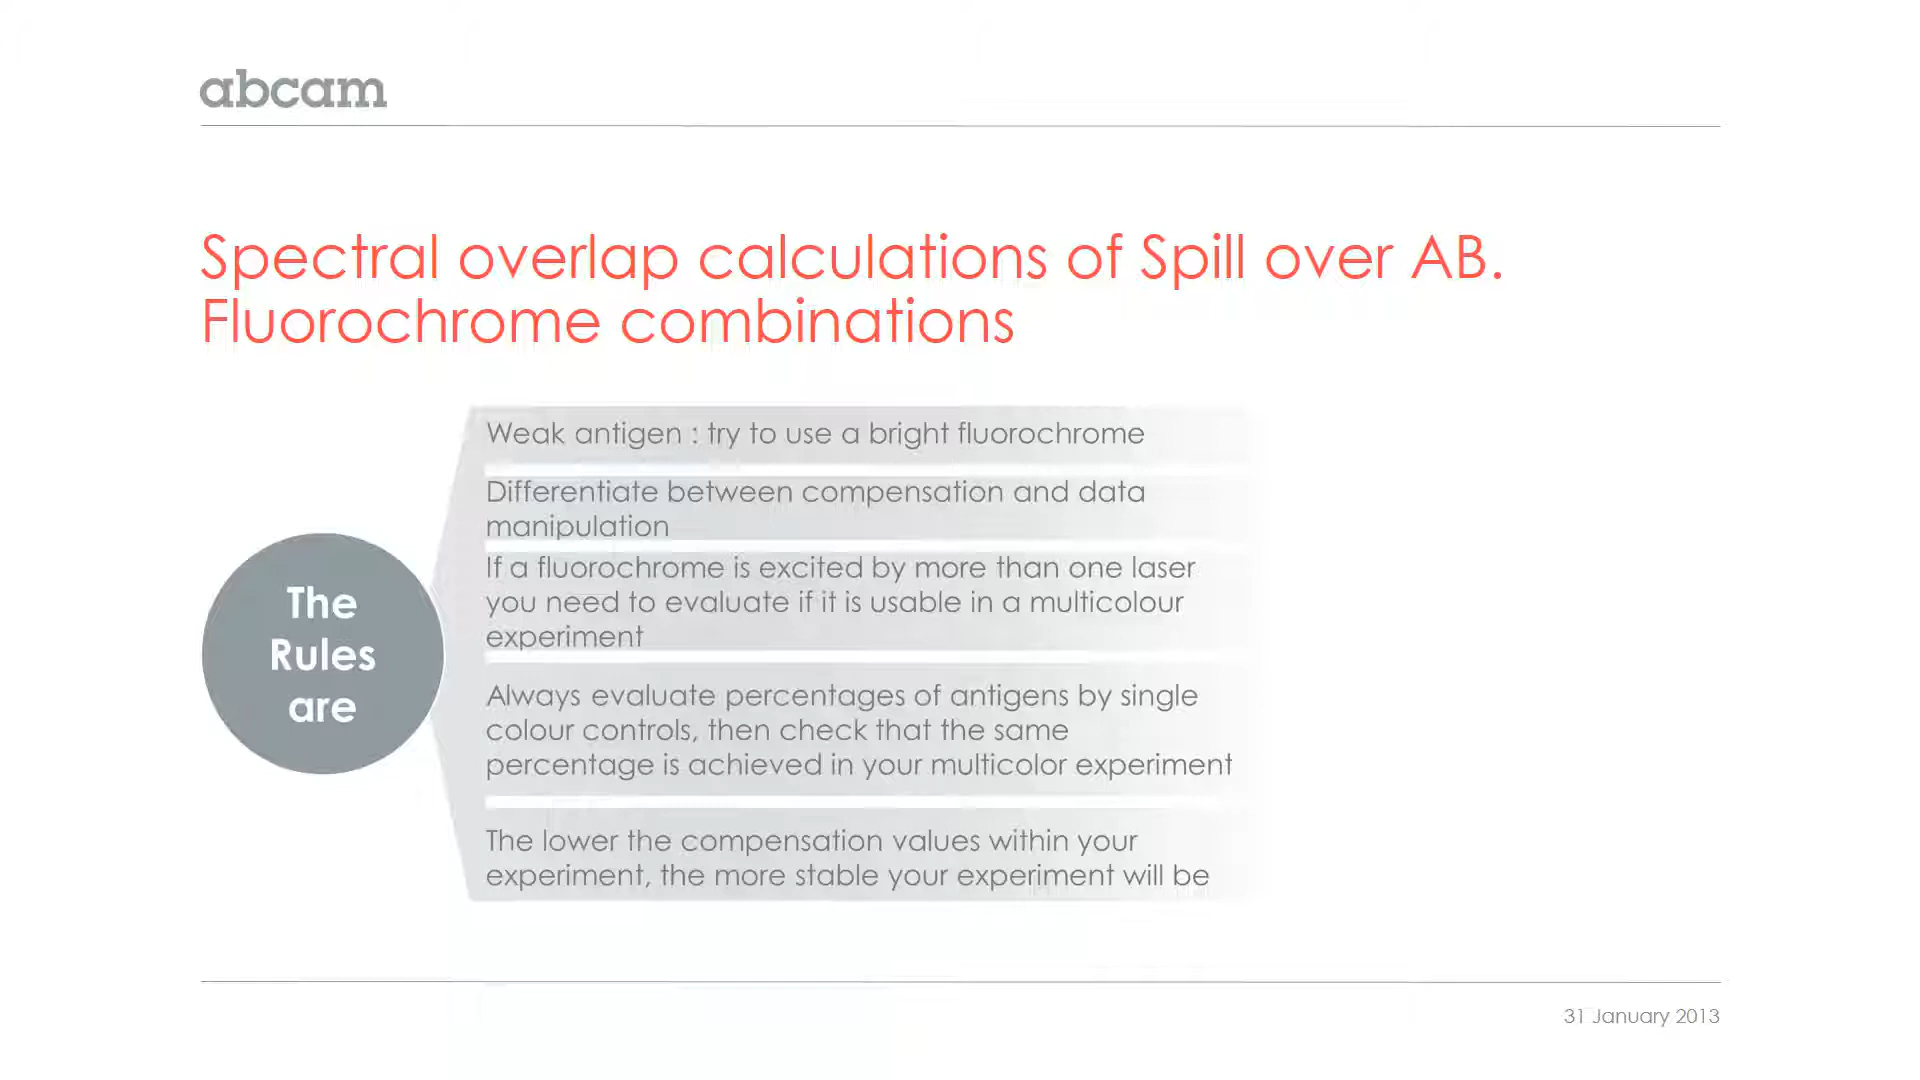 abcam
Spectral overlap calculations of Spill over AB.
Fluorochrome combinations
The
Rules
are
Weak antigen : try to use a bright fluorochrome
Differentiate between compensation and data
manipulation
If a fluorochrome is excited by more than one laser
you need to evaluate if it is usable in a multicolour
experiment
Always evaluate percentages of antigens by single
colour controls, then check that the same
percentage is achieved in your multicolor experiment
The lower the compensation values within your
experiment, the more stable your experiment will be
31 January 2013